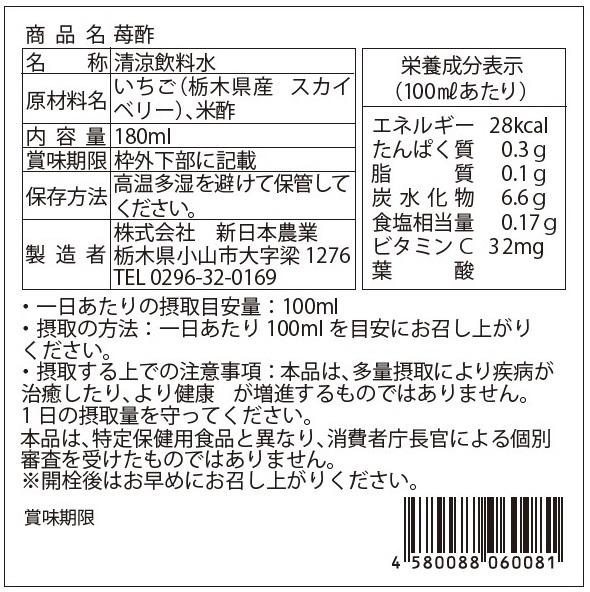 商品名 苺酢
名称 清涼飲料水
原材料名 いちご（栃木県産 スカイ
ベリー）、米酢
内容量 180ml
賞味期限 枠外下部に記載
保存方法 高温多湿を避けて保管して
ください。
製造者 株式会社 新日本農業
栃木県小山市大字梁1276
TEL 0296-32-0169
栄養成分表示
（100㎖あたり）
エネルギー 28kcal
たんぱく質 0.3g
脂質 0.1g
炭水化物 6.6g
食塩相当量 0.17g
ビタミンC 32mg
葉酸
・一日あたりの摂取目安量：100ml
・摂取の方法：一日あたり100mlを目安にお召し上がり
ください。
・摂取する上での注意事項：本品は、多量摂取により疾病が
治癒したり、より健康 が増進するものではありません。
1日の摂取量を守ってください。
本品は、特定保健用食品と異なり、消費者庁長官による個別
審査を受けたものではありません。
※開栓後はお早めにお召し上がりください。
賞味期限
4 580088 060081